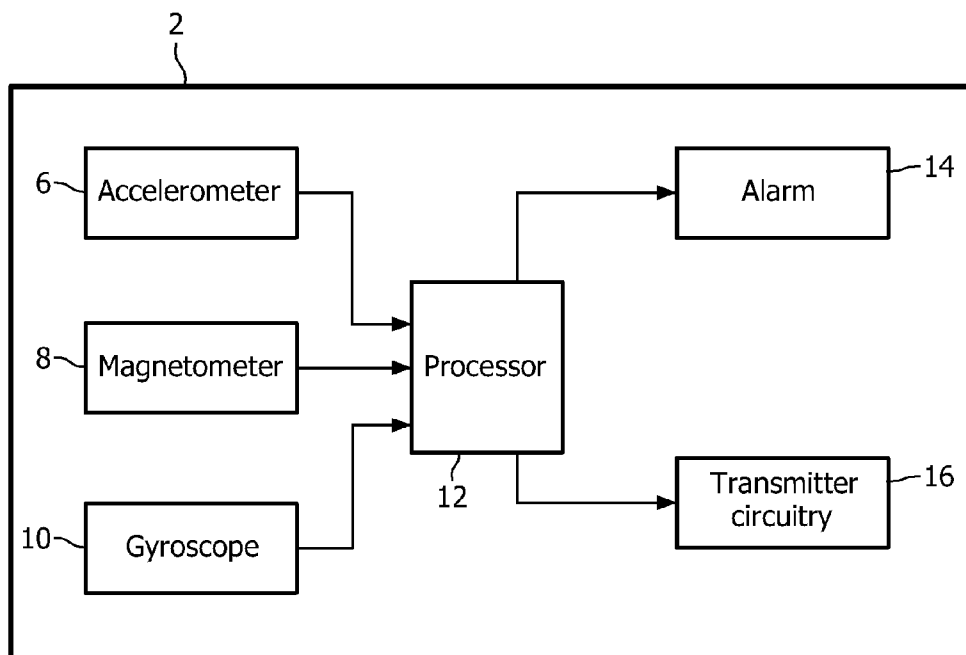 2
6
Accelerometer
Alarm
14
8
Magnetometer
Processor
12
10
Gyroscope
Transmitter
circuitry
16